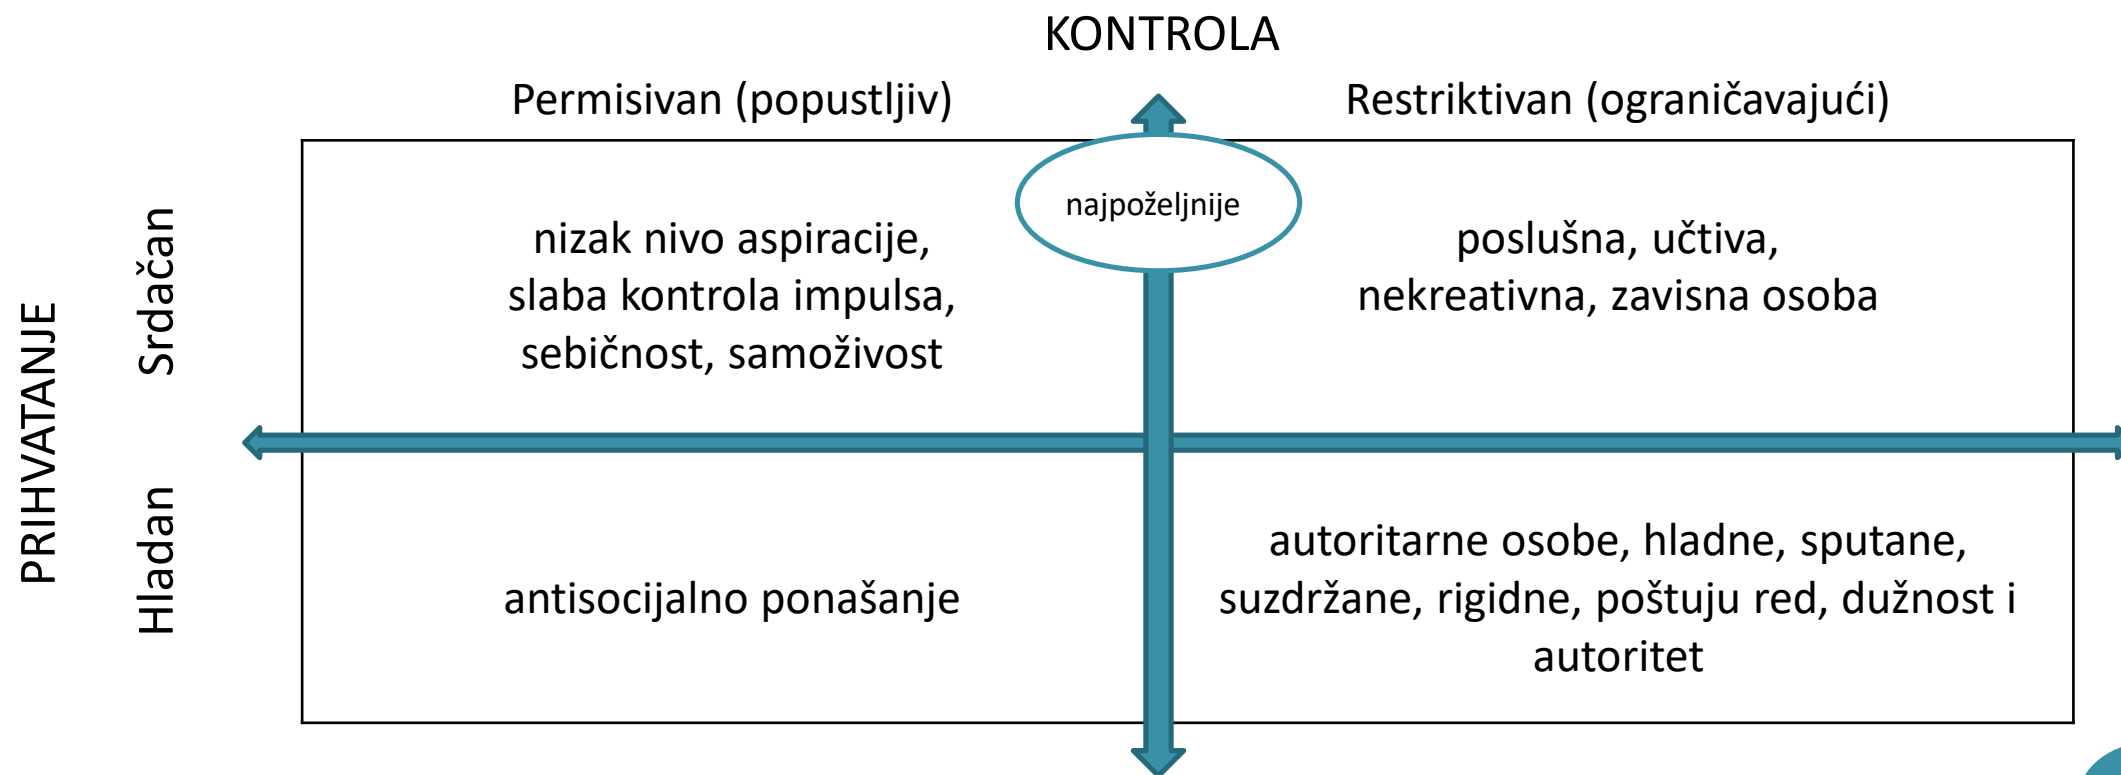 KONTROLA
Permisivan (popustljiv)
Restriktivan (ograničavajući)
PRIHVATANJE
Srdačan
nizak nivo aspiracije,
slaba kontrola impulsa,
sebičnost, samoživost
najpoželjnije
poslušna, učtiva,
nekreativna, zavisna osoba
Hladan
antisocijalno ponašanje
autoritarne osobe, hladne, sputane,
suzdržane, rigidne, poštuju red, dužnost i
autoritet